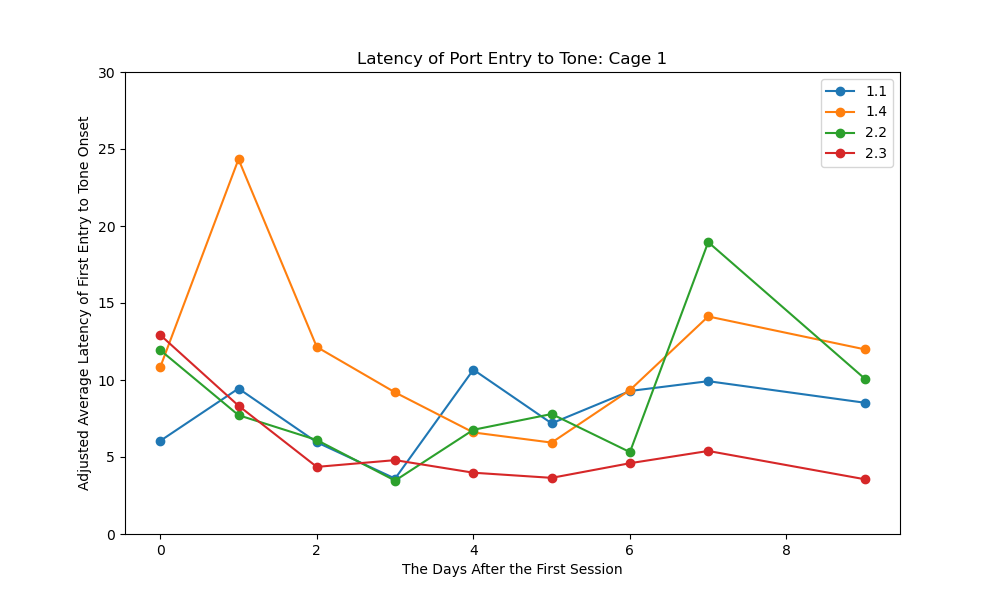 Latency of Port Entry to Tone: Cage 1
30
25
20
15
10
5
0
Adjusted Average Latency of First Entry to Tone Onset
1.1
1.4
2.2
2.3
0 2 4 6 8
The Days After the First Session